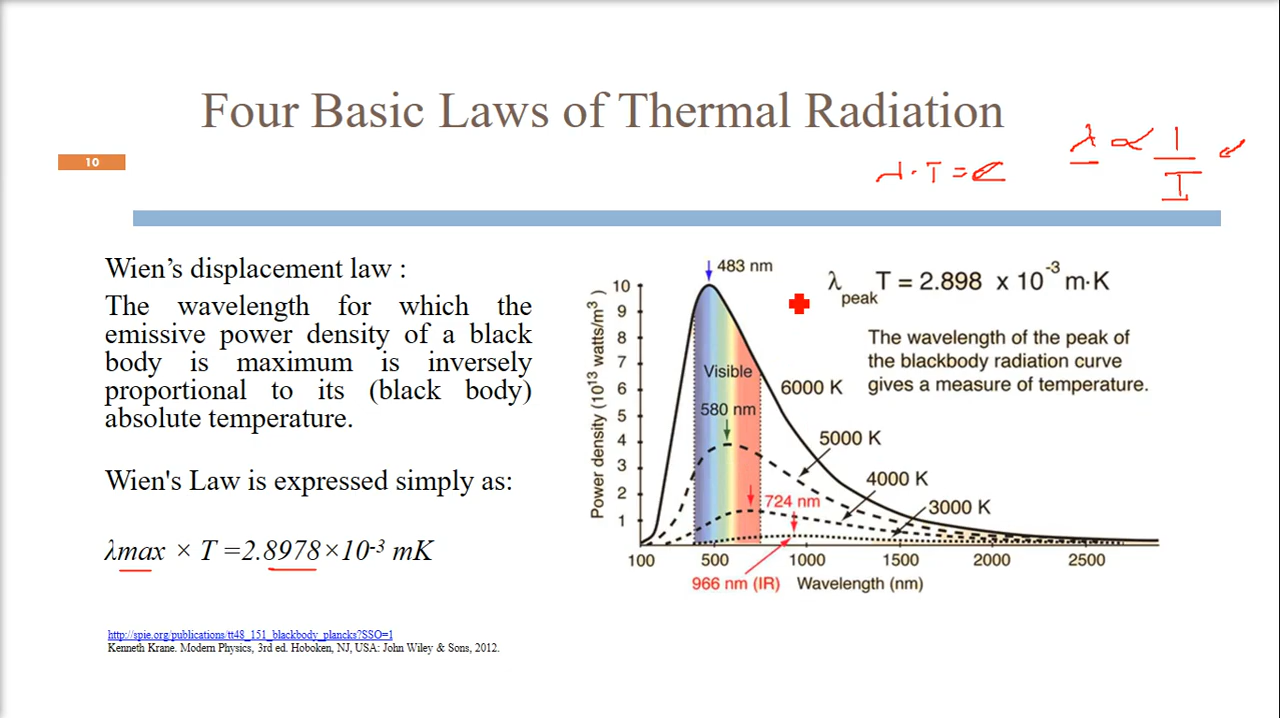 Four Basic Laws of Thermal Radiation
10
λ · T = C
λ ∝ 1
I
Wien’s displacement law :
The wavelength for which the
emissive power density of a black
body is maximum is inversely
proportional to its (black body)
absolute temperature.
Wien's Law is expressed simply as:
λmax × T =2.8978×10-3 mK
http://spie.org/publications/tt48_151_blackbody_plancks?SSO=1
Kenneth Krane. Modern Physics, 3rd ed. Hoboken, NJ, USA: John Wiley & Sons, 2012.
483 nm
λpeak T = 2.898 x 10-3 m·K
The wavelength of the peak of
the blackbody radiation curve
gives a measure of temperature.
Power density (1013 watts/m3 )
10
9
8
7
6
5
4
3
2
1
Visible
580 nm
6000 K
5000 K
4000 K
3000 K
724 nm
100 500 1000 1500 2000 2500
966 nm (IR) Wavelength (nm)